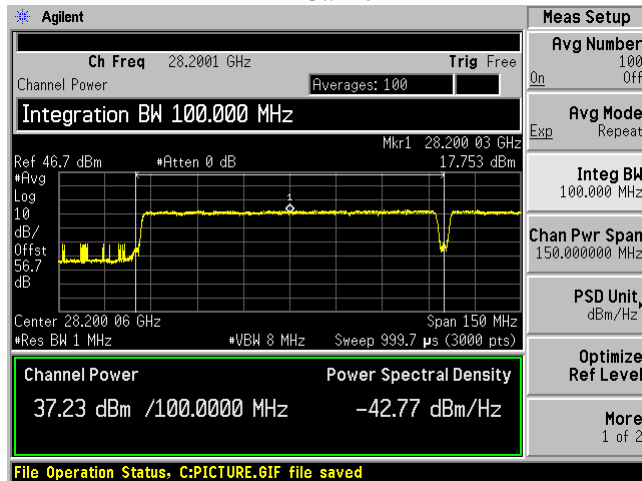 Agilent
Meas Setup
Ch Freq 28.2001 GHz Trig Free
Channel Power Averages: 100
Integration BW 100.000 MHz
Mkr1 28.200 03 GHz
Ref 46.7 dBm #Atten 0 dB 17.753 dBm
#Avg
Log
10
dB/
Offst
56.7
dB
1
Center 28.200 06 GHz Span 150 MHz
#Res BW 1 MHz #VBW 8 MHz Sweep 999.7 µs (3000 pts)
Channel Power Power Spectral Density
37.23 dBm /100.0000 MHz -42.77 dBm/Hz
File Operation Status, C:PICTURE.GIF file saved
Avg Number
100
On Off
Avg Mode
Exp Repeat
Integ BW
100.000 MHz
Chan Pwr Span
150.000000 MHz
PSD Unit
dBm/Hz
Optimize
Ref Level
More
1 of 2